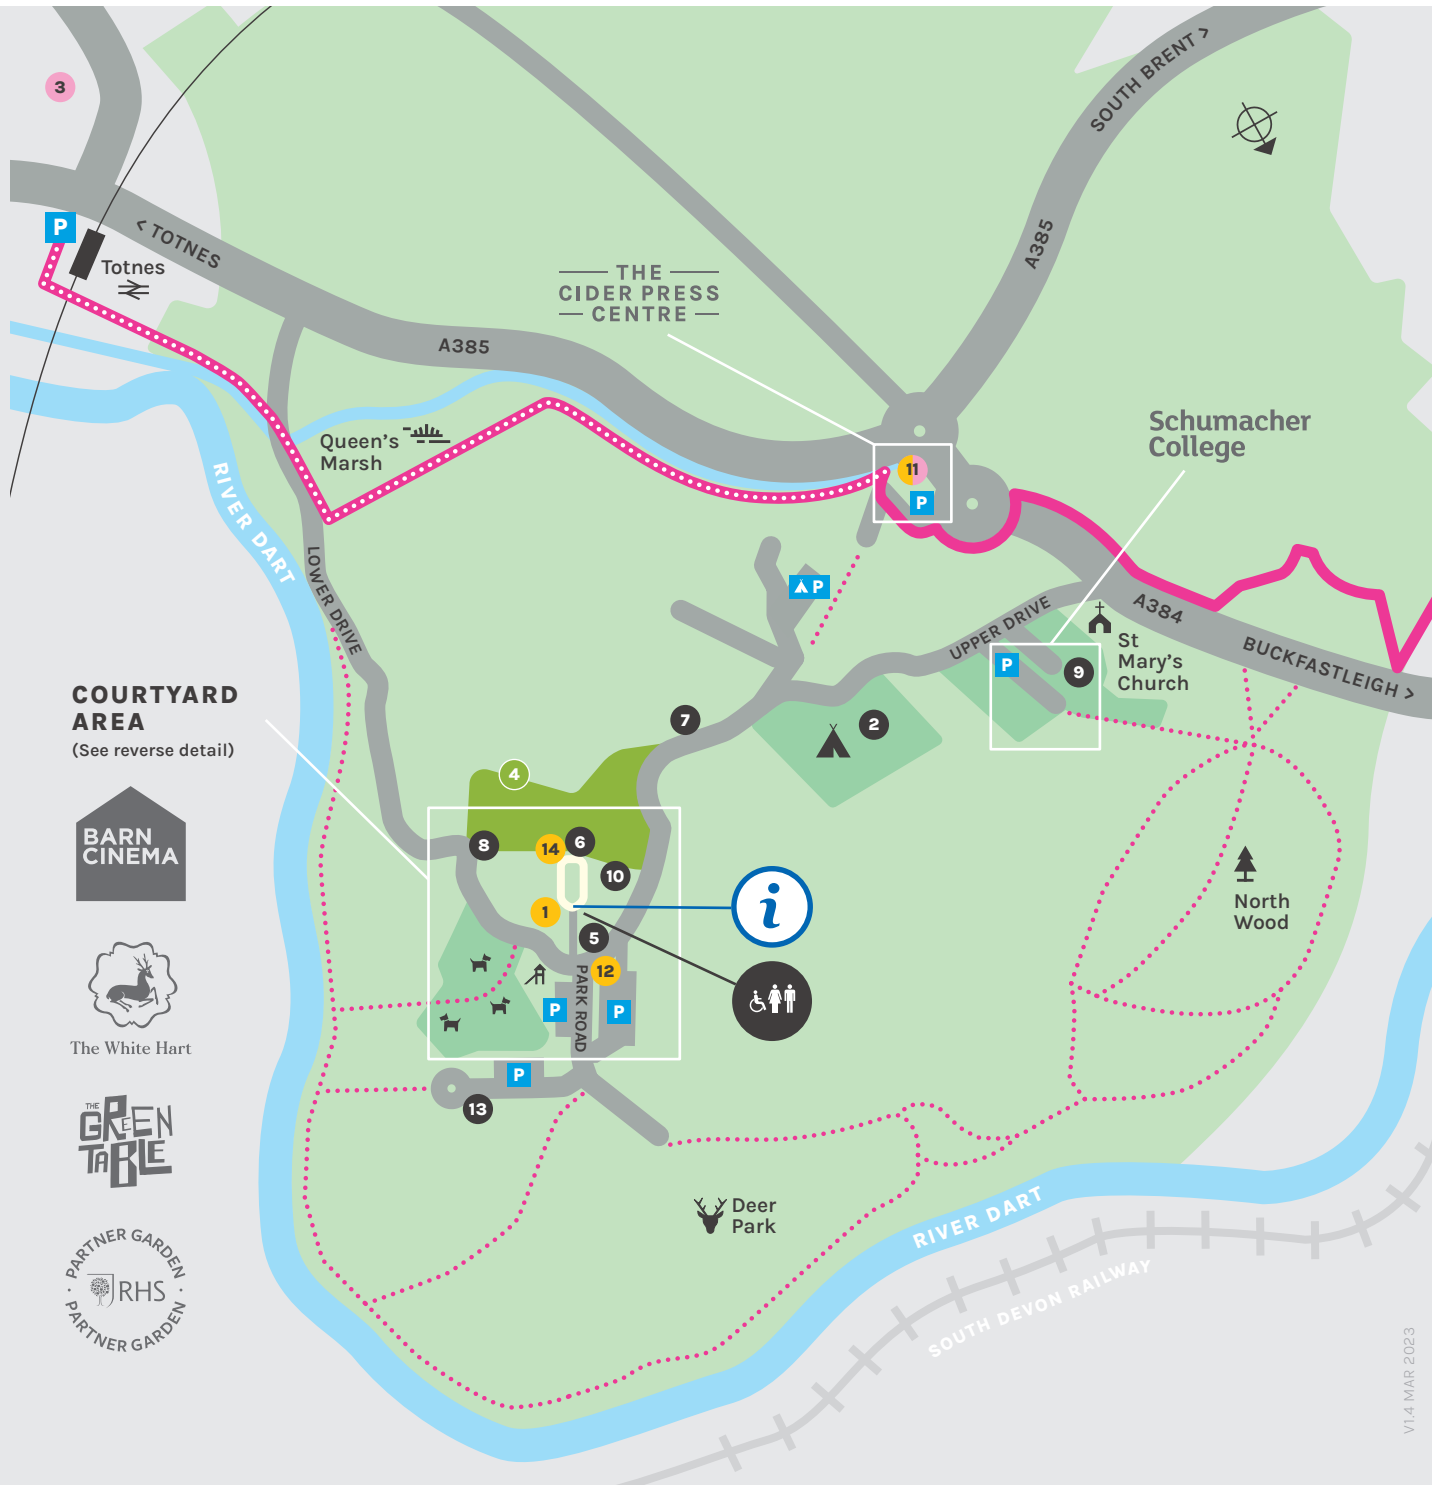 3
SOUTH BRENT >
P
< TOTNES
Totnes
A385
THE
CIDER PRESS
CENTRE
A385
Queen's
Marsh
11
P
Schumacher
College
RIVER DART
LOWER DRIVE
P
UPPER DRIVE
A384
BUCKFASTLEIGH >
St
Mary's
Church
P
9
COURTYARD
AREA
(See reverse detail)
7
2
4
BARN
CINEMA
8
14
6
10
1
i
5
12
North
Wood
PARK ROAD
P
P
The White Hart
P
13
THE
GREEN
TABLE
Deer
Park
RIVER DART
SOUTH DEVON RAILWAY
PARTNER GARDEN
RHS
PARTNER GARDEN
V1.4 MAR 2023